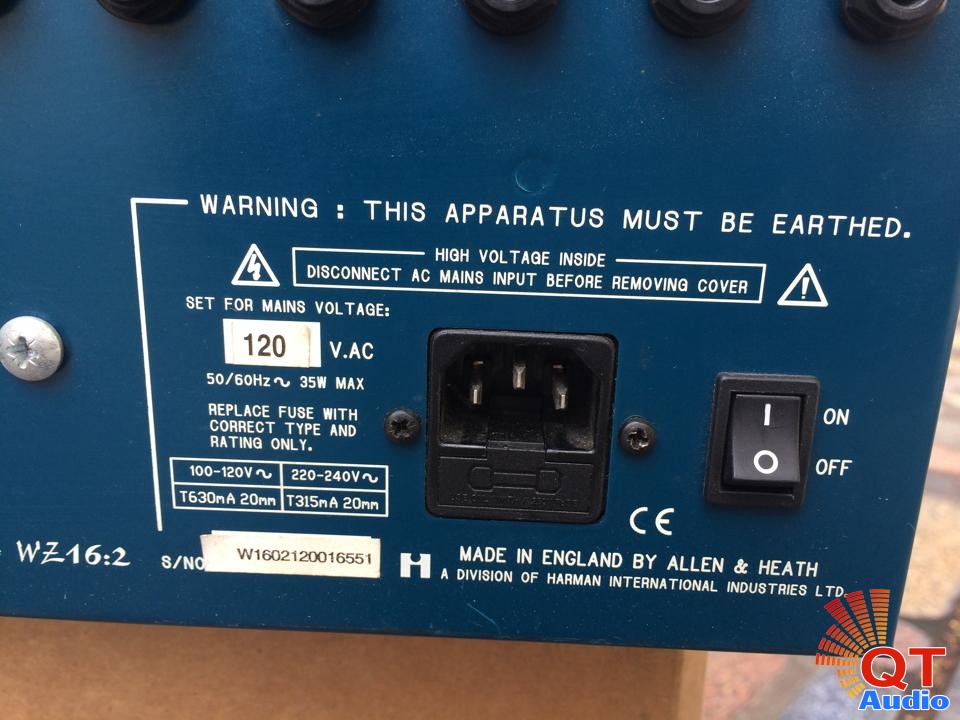 WARNING : THIS APPARATUS MUST BE EARTHED.
HIGH VOLTAGE INSIDE
DISCONNECT AC MAINS INPUT BEFORE REMOVING COVER
SET FOR MAINS VOLTAGE:
120 V.AC
50/60Hz∿ 35W MAX
REPLACE FUSE WITH
CORRECT TYPE AND
RATING ONLY.
100-120V∿ 220-240V∿
T630mA 20mm T315mA 20mm
I ON
O OFF
CE
WZ16:2 S/NO W1602120016551
H MADE IN ENGLAND BY ALLEN & HEATH
A DIVISION OF HARMAN INTERNATIONAL INDUSTRIES LTD.
QT
Audio